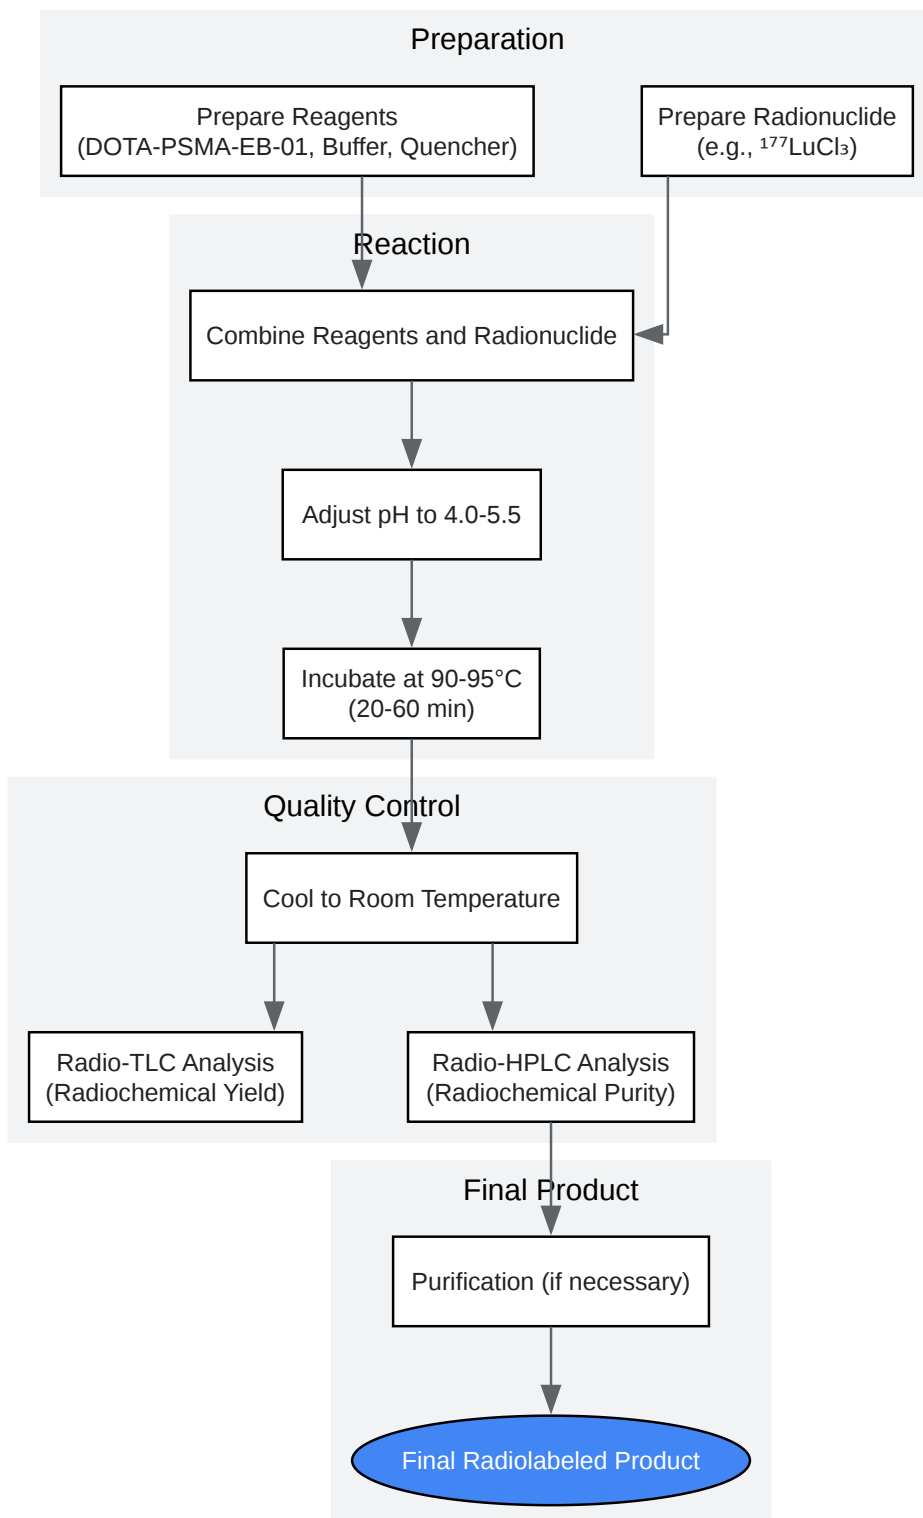 Preparation
Prepare Reagents
(DOTA-PSMA-EB-01, Buffer, Quencher)
Prepare Radionuclide
(e.g., ¹⁷⁷LuCl₃)
Reaction
Combine Reagents and Radionuclide
Adjust pH to 4.0-5.5
Incubate at 90-95°C
(20-60 min)
Quality Control
Cool to Room Temperature
Radio-TLC Analysis
(Radiochemical Yield)
Radio-HPLC Analysis
(Radiochemical Purity)
Final Product
Purification (if necessary)
Final Radiolabeled Product